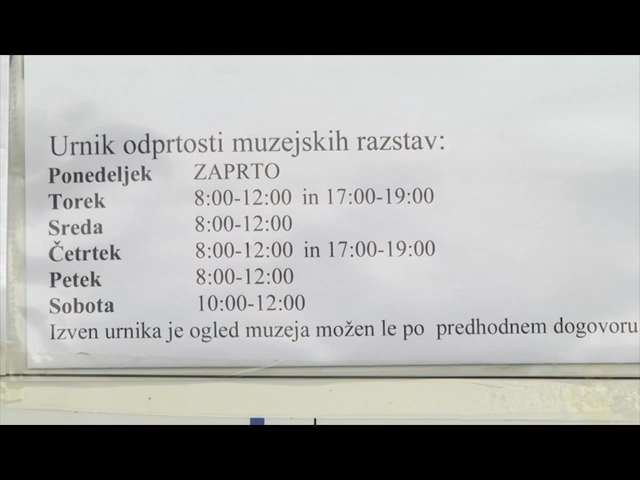 Urnik odprtosti muzejskih razstav:
Ponedeljek ZAPRTO
Torek 8:00-12:00 in 17:00-19:00
Sreda 8:00-12:00
Četrtek 8:00-12:00 in 17:00-19:00
Petek 8:00-12:00
Sobota 10:00-12:00
Izven urnika je ogled muzeja možen le po predhodnem dogovoru